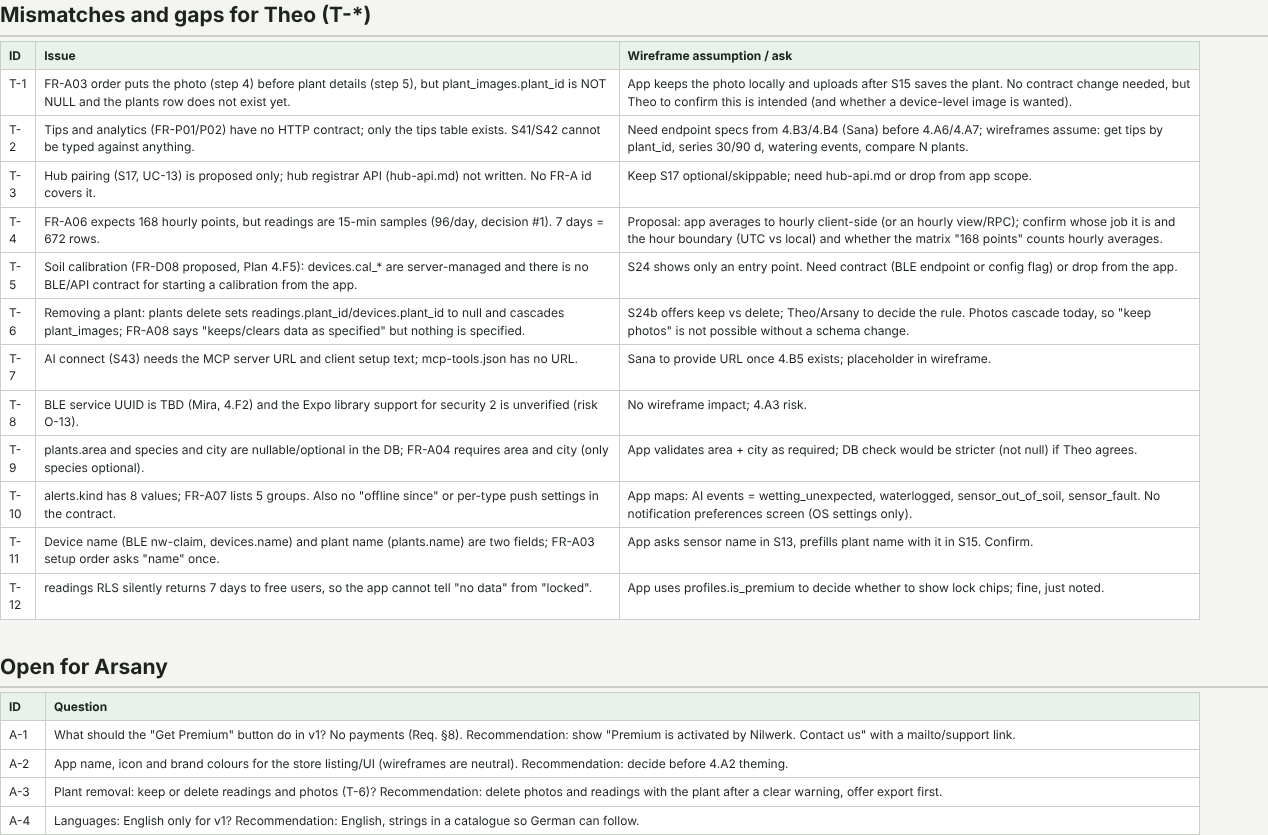 Mismatches and gaps for Theo (T-*)
ID Issue Wireframe assumption / ask
T-1 FR-A03 order puts the photo (step 4) before plant details (step 5), but plant_images.plant_id is NOT NULL and the plants row does not exist yet. App keeps the photo locally and uploads after S15 saves the plant. No contract change needed, but Theo to confirm this is intended (and whether a device-level image is wanted).
T-2 Tips and analytics (FR-P01/P02) have no HTTP contract; only the tips table exists. S41/S42 cannot be typed against anything. Need endpoint specs from 4.B3/4.B4 (Sana) before 4.A6/4.A7; wireframes assume: get tips by plant_id, series 30/90 d, watering events, compare N plants.
T-3 Hub pairing (S17, UC-13) is proposed only; hub registrar API (hub-api.md) not written. No FR-A id covers it. Keep S17 optional/skippable; need hub-api.md or drop from app scope.
T-4 FR-A06 expects 168 hourly points, but readings are 15-min samples (96/day, decision #1). 7 days = 672 rows. Proposal: app averages to hourly client-side (or an hourly view/RPC); confirm whose job it is and the hour boundary (UTC vs local) and whether the matrix "168 points" counts hourly averages.
T-5 Soil calibration (FR-D08 proposed, Plan 4.F5): devices.cal_* are server-managed and there is no BLE/API contract for starting a calibration from the app. S24 shows only an entry point. Need contract (BLE endpoint or config flag) or drop from the app.
T-6 Removing a plant: plants delete sets readings.plant_id/devices.plant_id to null and cascades plant_images; FR-A08 says "keeps/clears data as specified" but nothing is specified. S24b offers keep vs delete; Theo/Arsany to decide the rule. Photos cascade today, so "keep photos" is not possible without a schema change.
T-7 AI connect (S43) needs the MCP server URL and client setup text; mcp-tools.json has no URL. Sana to provide URL once 4.B5 exists; placeholder in wireframe.
T-8 BLE service UUID is TBD (Mira, 4.F2) and the Expo library support for security 2 is unverified (risk O-13). No wireframe impact; 4.A3 risk.
T-9 plants.area and species and city are nullable/optional in the DB; FR-A04 requires area and city (only species optional). App validates area + city as required; DB check would be stricter (not null) if Theo agrees.
T-10 alerts.kind has 8 values; FR-A07 lists 5 groups. Also no "offline since" or per-type push settings in the contract. App maps: AI events = wetting_unexpected, waterlogged, sensor_out_of_soil, sensor_fault. No notification preferences screen (OS settings only).
T-11 Device name (BLE nw-claim, devices.name) and plant name (plants.name) are two fields; FR-A03 setup order asks "name" once. App asks sensor name in S13, prefills plant name with it in S15. Confirm.
T-12 readings RLS silently returns 7 days to free users, so the app cannot tell "no data" from "locked". App uses profiles.is_premium to decide whether to show lock chips; fine, just noted.
Open for Arsany
ID Question
A-1 What should the "Get Premium" button do in v1? No payments (Req. §8). Recommendation: show "Premium is activated by Nilwerk. Contact us" with a mailto/support link.
A-2 App name, icon and brand colours for the store listing/UI (wireframes are neutral). Recommendation: decide before 4.A2 theming.
A-3 Plant removal: keep or delete readings and photos (T-6)? Recommendation: delete photos and readings with the plant after a clear warning, offer export first.
A-4 Languages: English only for v1? Recommendation: English, strings in a catalogue so German can follow.